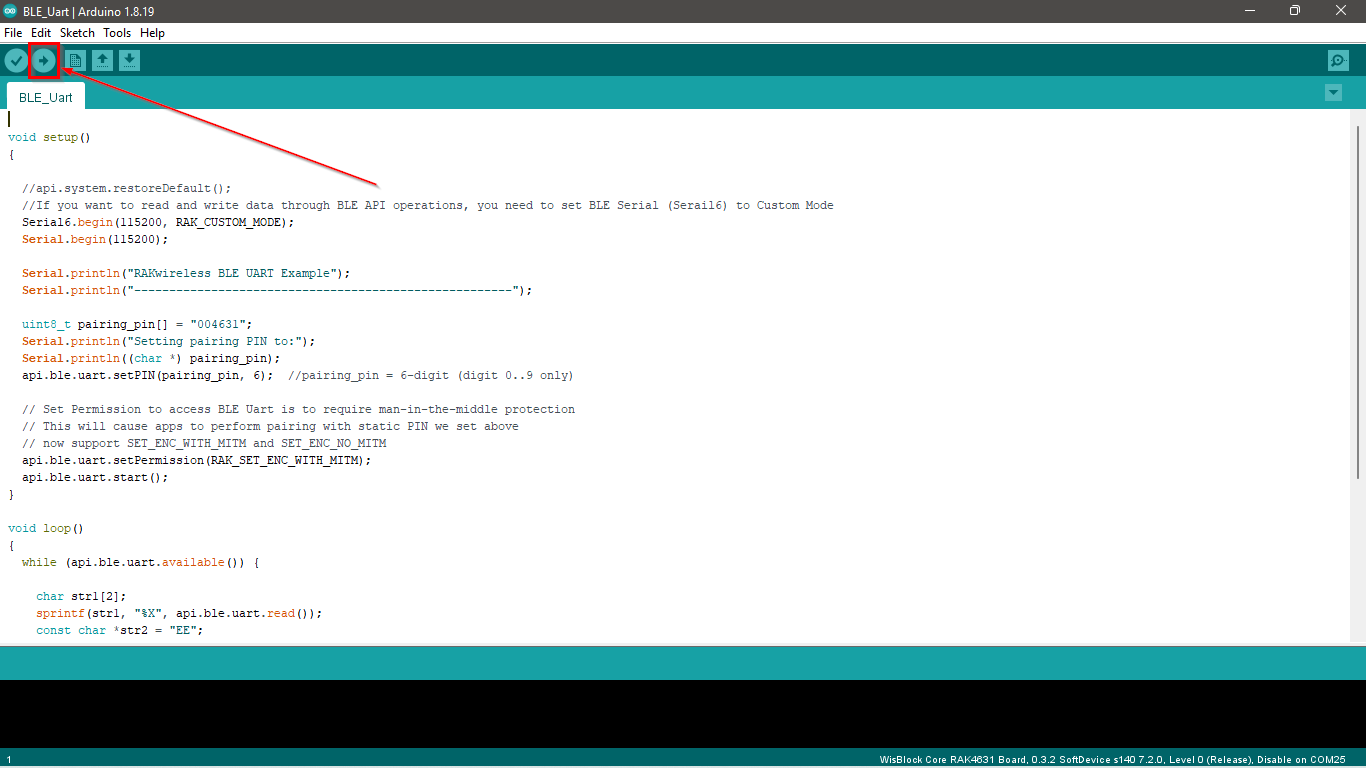 BLE_Uart | Arduino 1.8.19
File Edit Sketch Tools Help
BLE_Uart
void setup()
{
//api.system.restoreDefault();
//If you want to read and write data through BLE API operations, you need to set BLE Serial (Serail6) to Custom Mode
Serial6.begin(115200, RAK_CUSTOM_MODE);
Serial.begin(115200);
Serial.println("RAKwireless BLE UART Example");
Serial.println("------------------------------------------------------");
uint8_t pairing_pin[] = "004631";
Serial.println("Setting pairing PIN to:");
Serial.println((char *) pairing_pin);
api.ble.uart.setPIN(pairing_pin, 6);  //pairing_pin = 6-digit (digit 0..9 only)
// Set Permission to access BLE Uart is to require man-in-the-middle protection
// This will cause apps to perform pairing with static PIN we set above
// now support SET_ENC_WITH_MITM and SET_ENC_NO_MITM
api.ble.uart.setPermission(RAK_SET_ENC_WITH_MITM);
api.ble.uart.start();
}
void loop()
{
while (api.ble.uart.available()) {
char str1[2];
sprintf(str1, "%X", api.ble.uart.read());
const char *str2 = "EE";
1
WisBlock Core RAK4631 Board, 0.3.2 SoftDevice s140 7.2.0, Level 0 (Release), Disable on COM25